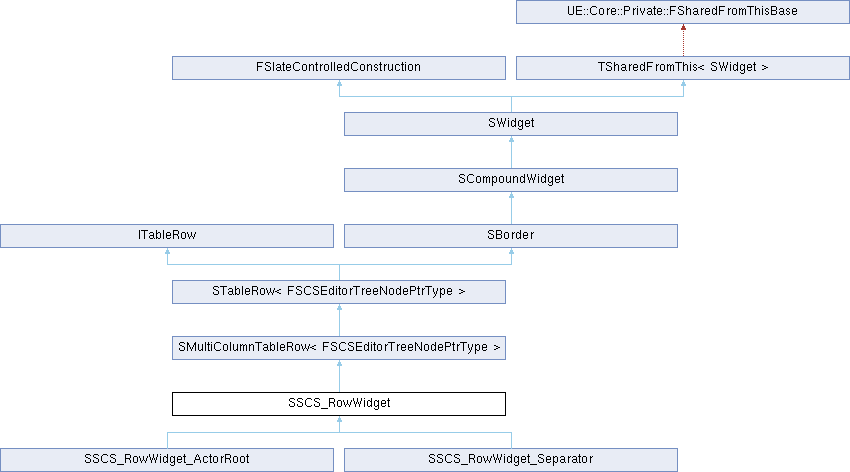 UE::Core::Private::FSharedFromThisBase
FSlateControlledConstruction
TSharedFromThis< SWidget >
SWidget
SCompoundWidget
ITableRow
SBorder
STableRow< FSCSEditorTreeNodePtrType >
SMultiColumnTableRow< FSCSEditorTreeNodePtrType >
SSCS_RowWidget
SSCS_RowWidget_ActorRoot
SSCS_RowWidget_Separator